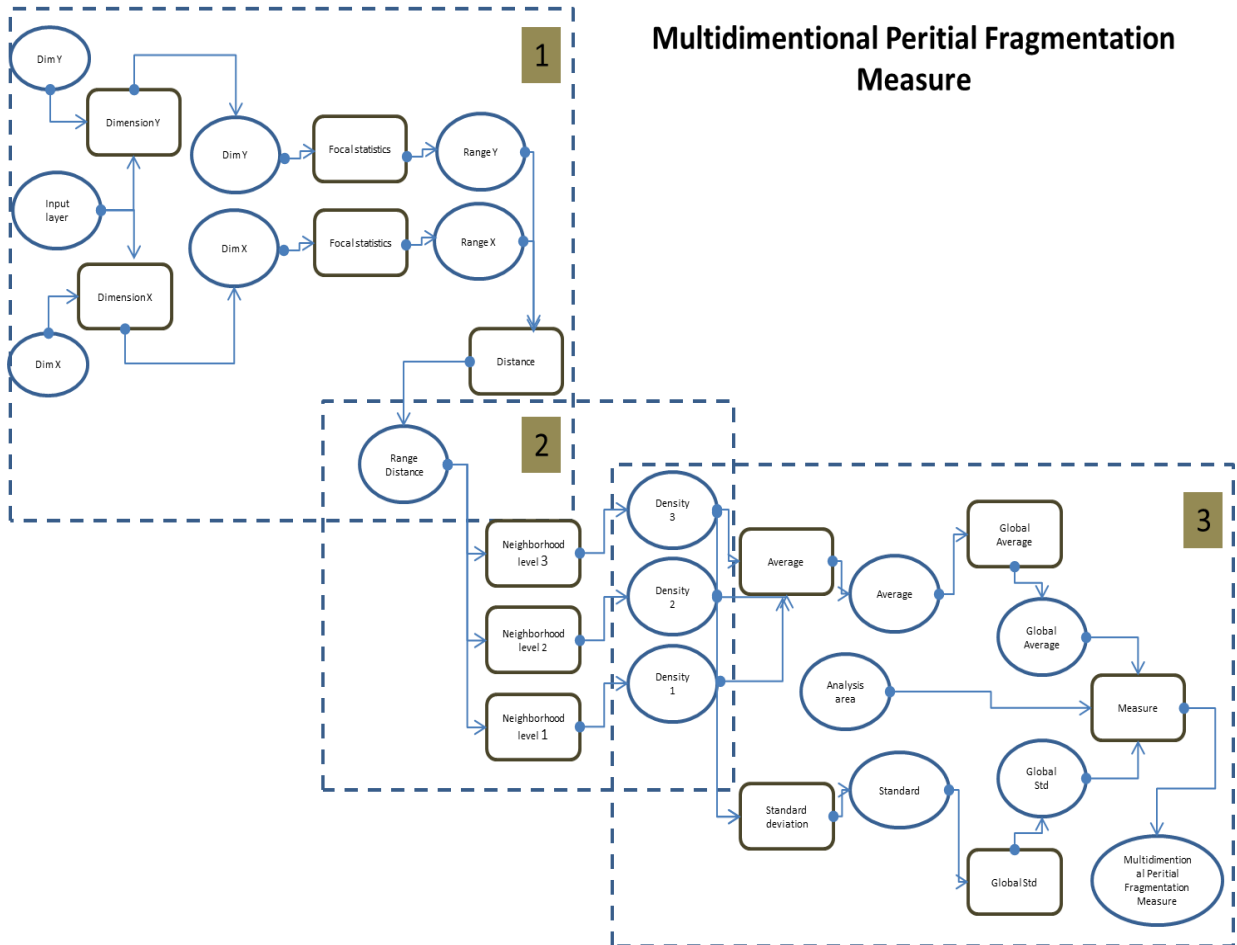 Multidimentional Peritial Fragmentation
Measure
1
Dim Y
Dimension Y
Input
layer
Dimension X
Dim X
Dim Y
Focal statistics
Range Y
Dim X
Focal statistics
Range X
Distance
2
Range
Distance
Neighborhood
level 3
Neighborhood
level 2
Neighborhood
level 1
Density
3
Density
2
Density
1
3
Average
Average
Global
Average
Global
Average
Analysis
area
Measure
Standard
deviation
Standard
Global Std
Global
Std
Multidimention
al Peritial
Fragmentation
Measure